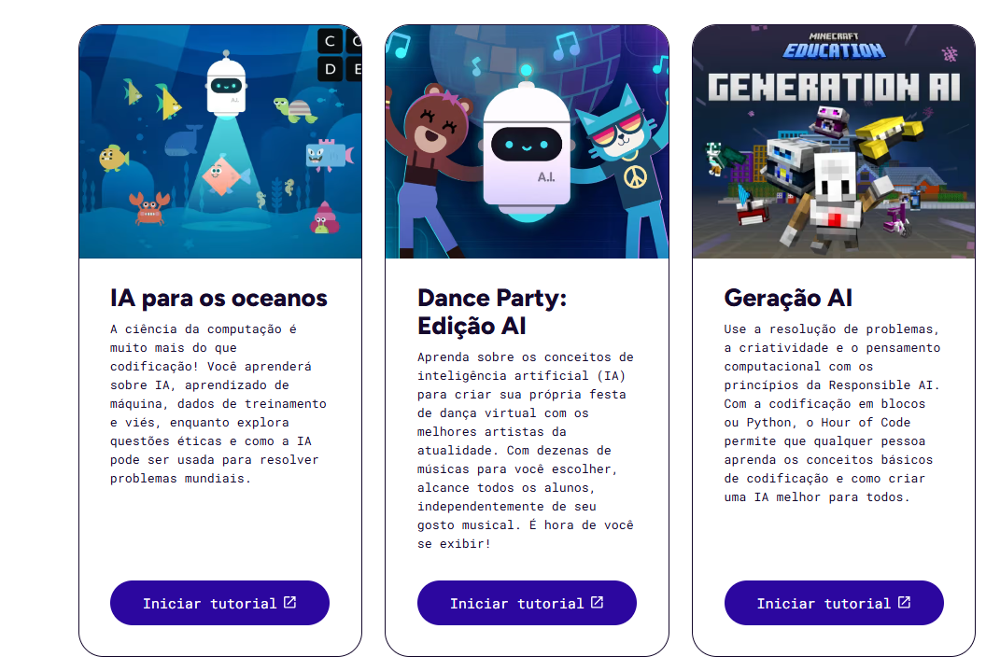 C O
D E
A.I.
IA para os oceanos
A ciência da computação é
muito mais do que
codificação! Você aprenderá
sobre IA, aprendizado de
máquina, dados de treinamento
e viés, enquanto explora
questões éticas e como a IA
pode ser usada para resolver
problemas mundiais.
Iniciar tutorial
A.I.
Dance Party:
Edição AI
Aprenda sobre os conceitos de
inteligência artificial (IA)
para criar sua própria festa
de dança virtual com os
melhores artistas da
atualidade. Com dezenas de
músicas para você escolher,
alcance todos os alunos,
independentemente de seu
gosto musical. É hora de você
se exibir!
Iniciar tutorial
MINECRAFT
EDUCATION
GENERATION AI
Geração AI
Use a resolução de problemas,
a criatividade e o pensamento
computacional com os
princípios da Responsible AI.
Com a codificação em blocos
ou Python, o Hour of Code
permite que qualquer pessoa
aprenda os conceitos básicos
de codificação e como criar
uma IA melhor para todos.
Iniciar tutorial